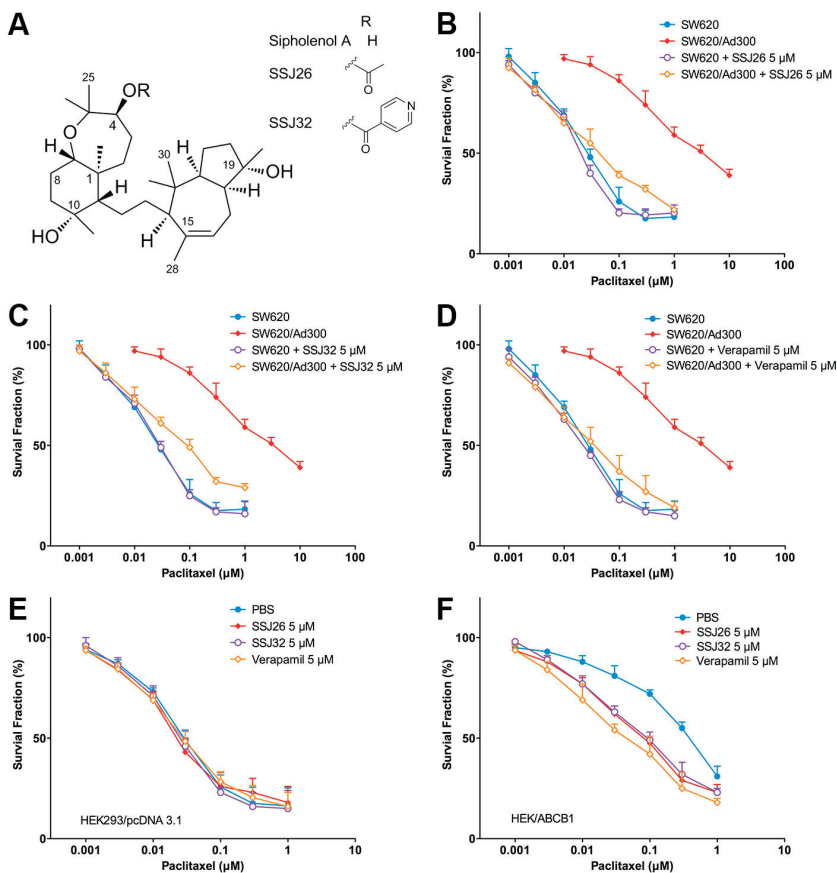 A
R
Sipholenol A H
SSJ26
O
SSJ32
N
O
25
OR
O
4
H
30
19
OH
8
1
H
H
10
HO
15
H
28
B
SW620
SW620/Ad300
SW620 + SSJ26 5 µM
SW620/Ad300 + SSJ26 5 µM
Survial Fraction (%)
100
50
0
0.001 0.01 0.1 1 10 100
Paclitaxel (µM)
C
SW620
SW620/Ad300
SW620 + SSJ32 5 µM
SW620/Ad300 + SSJ32 5 µM
Survial Fraction (%)
100
50
0
0.001 0.01 0.1 1 10 100
Paclitaxel (µM)
D
SW620
SW620/Ad300
SW620 + Verapamil 5 µM
SW620/Ad300 + Verapamil 5 µM
Survial Fraction (%)
100
50
0
0.001 0.01 0.1 1 10 100
Paclitaxel (µM)
E
PBS
SSJ26 5 µM
SSJ32 5 µM
Verapamil 5 µM
Survial Fraction (%)
100
50
0
HEK293/pcDNA 3.1
0.001 0.01 0.1 1 10
Paclitaxel (µM)
F
PBS
SSJ26 5 µM
SSJ32 5 µM
Verapamil 5 µM
Survial Fraction (%)
100
50
0
HEK/ABCB1
0.001 0.01 0.1 1 10
Paclitaxel (µM)